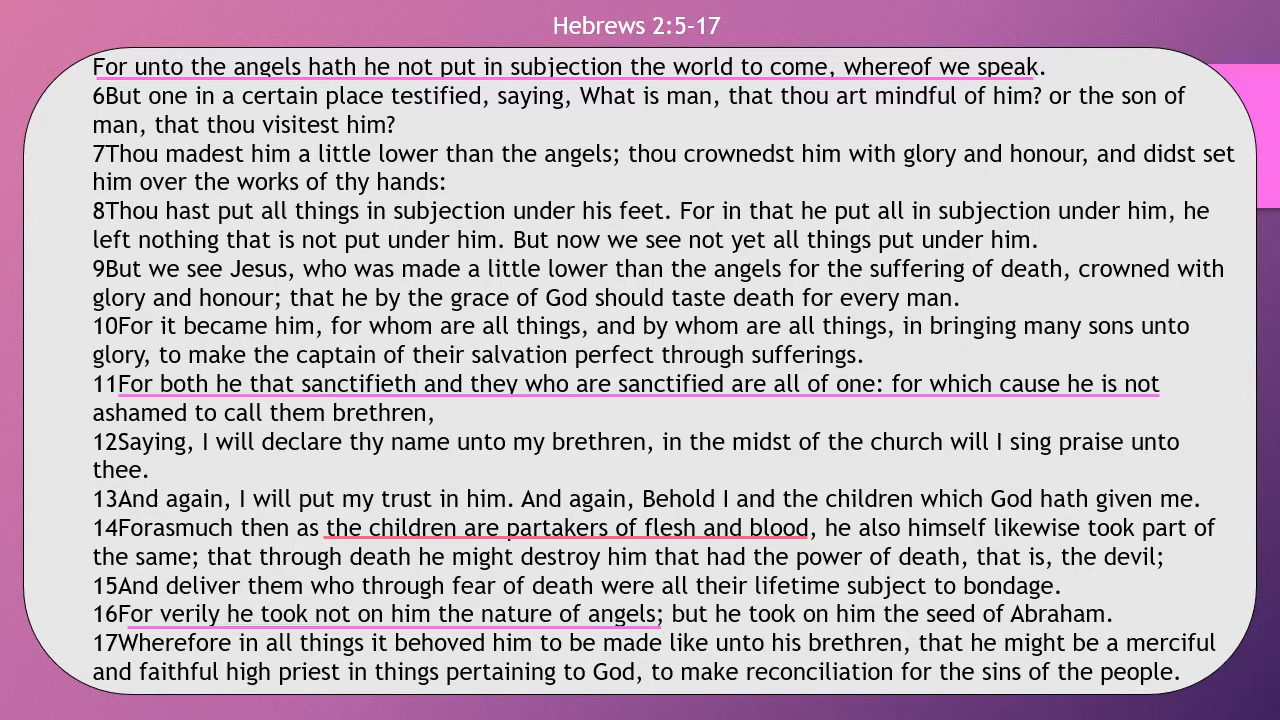 Hebrews 2:5-17
For unto the angels hath he not put in subjection the world to come, whereof we speak.
6But one in a certain place testified, saying, What is man, that thou art mindful of him? or the son of
man, that thou visitest him?
7Thou madest him a little lower than the angels; thou crownedst him with glory and honour, and didst set
him over the works of thy hands:
8Thou hast put all things in subjection under his feet. For in that he put all in subjection under him, he
left nothing that is not put under him. But now we see not yet all things put under him.
9But we see Jesus, who was made a little lower than the angels for the suffering of death, crowned with
glory and honour; that he by the grace of God should taste death for every man.
10For it became him, for whom are all things, and by whom are all things, in bringing many sons unto
glory, to make the captain of their salvation perfect through sufferings.
11For both he that sanctifieth and they who are sanctified are all of one: for which cause he is not
ashamed to call them brethren,
12Saying, I will declare thy name unto my brethren, in the midst of the church will I sing praise unto
thee.
13And again, I will put my trust in him. And again, Behold I and the children which God hath given me.
14Forasmuch then as the children are partakers of flesh and blood, he also himself likewise took part of
the same; that through death he might destroy him that had the power of death, that is, the devil;
15And deliver them who through fear of death were all their lifetime subject to bondage.
16For verily he took not on him the nature of angels; but he took on him the seed of Abraham.
17Wherefore in all things it behoved him to be made like unto his brethren, that he might be a merciful
and faithful high priest in things pertaining to God, to make reconciliation for the sins of the people.